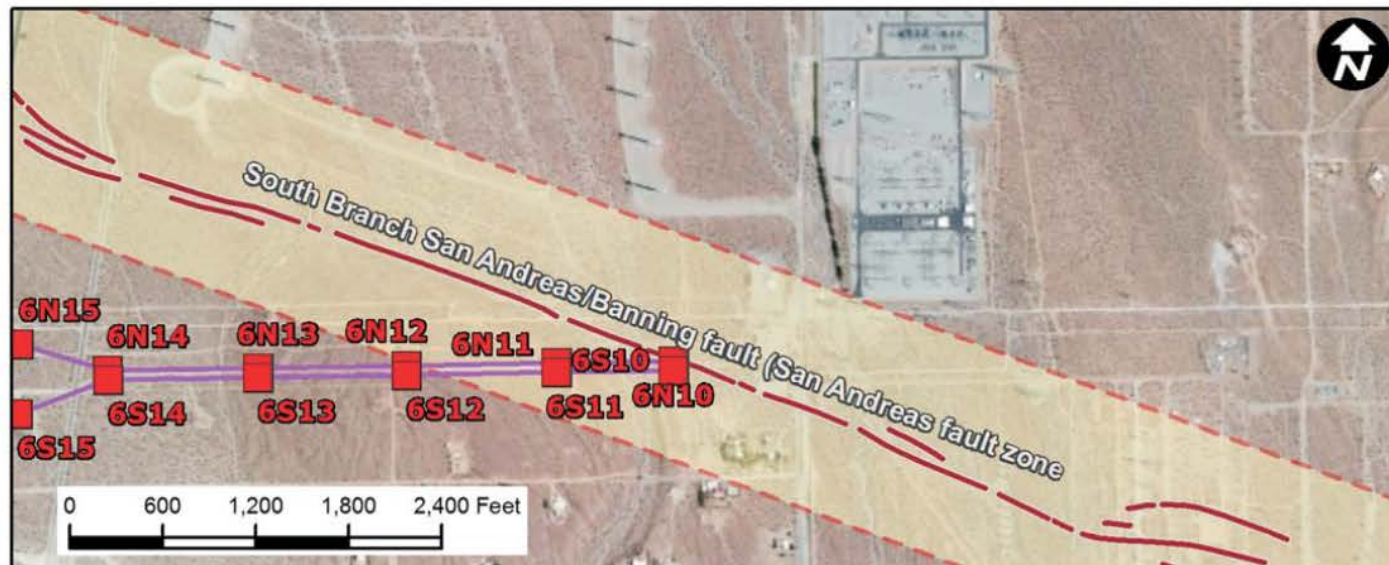 N
South Branch San Andreas/Banning fault (San Andreas fault zone
6N15
6N14
6N13
6N12
6N11
6S10
6N10
6S15
6S14
6S13
6S12
6S11
0 600 1,200 1,800 2,400 Feet